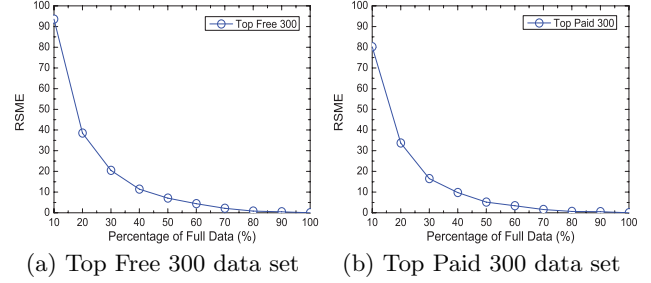 100
90
80
70
60
50
40
30
20
10
0
RSME
Top Free 300
10 20 30 40 50 60 70 80 90 100
Percentage of Full Data (%)
(a) Top Free 300 data set
100
90
80
70
60
50
40
30
20
10
0
RSME
Top Paid 300
10 20 30 40 50 60 70 80 90 100
Percentage of Full Data (%)
(b) Top Paid 300 data set